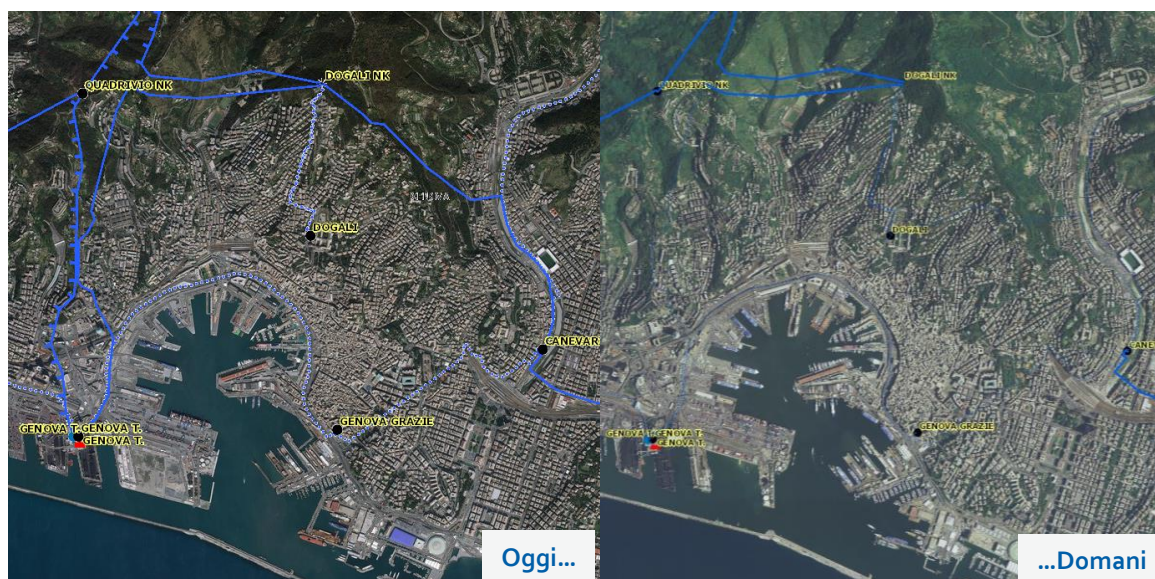 QUADRIVIO NK
DOGALI NK
DOGALI
CANEVAR
GENOVA GRAZIE
GENOVA T.
GENOVA T.
GENOVA T.
Oggi...
DOGALI NK
QUADRIVIO NK
DOGALI
CANE
GENOVA GRAZIE
GENOVA T.
GENOVA T.
...Domani